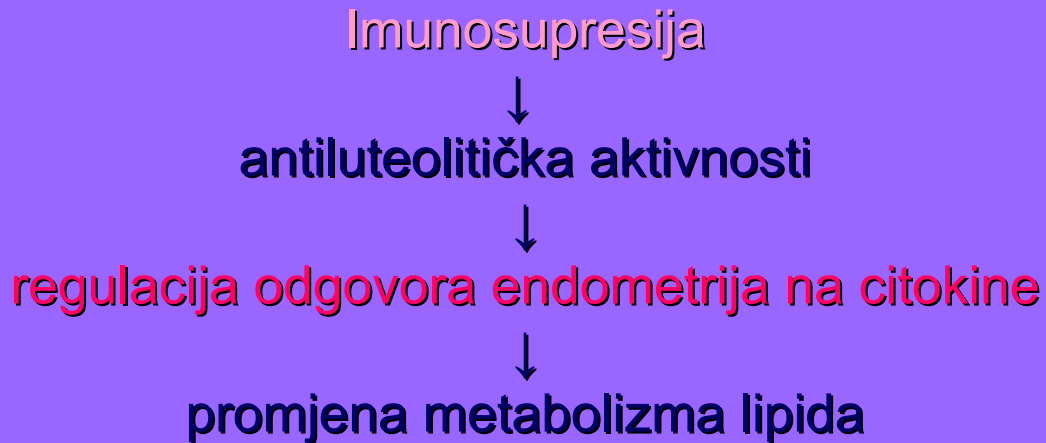 Imunosupresija
↓
antiluteolitička aktivnosti
↓
regulacija odgovora endometrija na citokine
↓
promjena metabolizma lipida